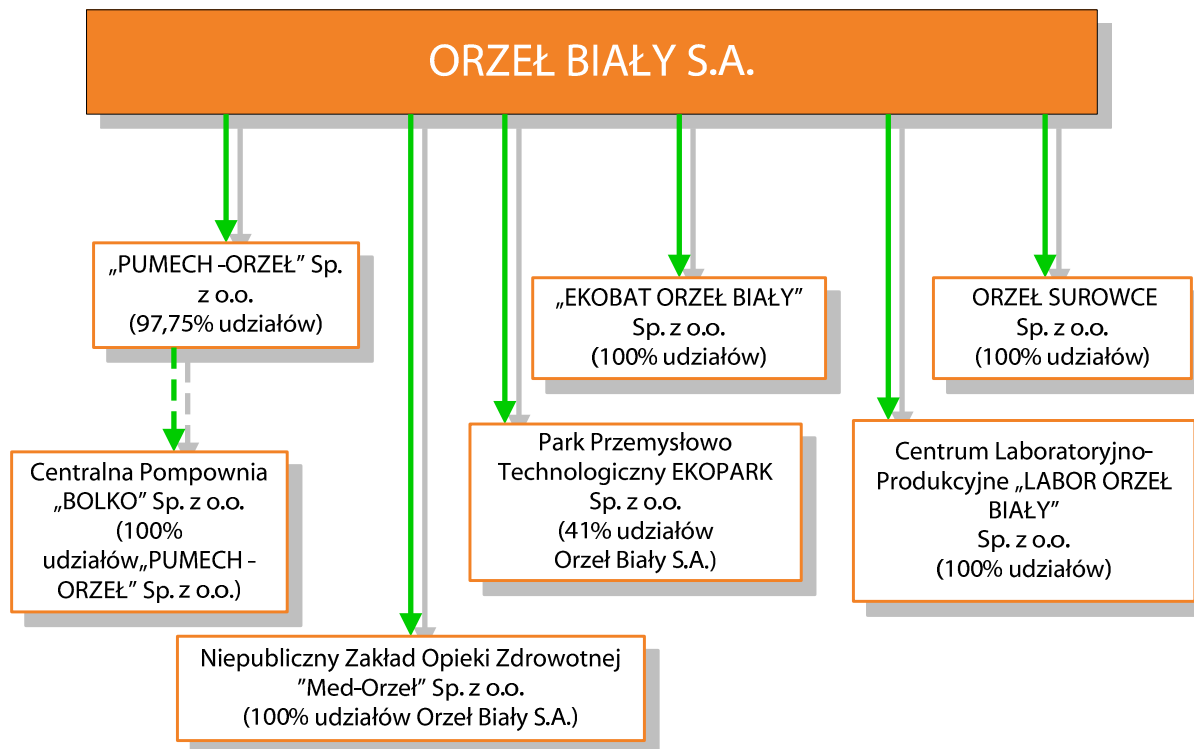 ORZEŁ BIAŁY S.A.
„PUMECH -ORZEŁ” Sp.
z o.o.
(97,75% udziałów)
„EKOBAT ORZEŁ BIAŁY”
Sp. z o.o.
(100% udziałów)
ORZEŁ SUROWCE
Sp. z o.o.
(100% udziałów)
Centralna Pompownia
„BOLKO” Sp. z o.o.
(100%
udziałów„PUMECH -
ORZEŁ” Sp. z o.o.)
Park Przemysłowo
Technologiczny EKOPARK
Sp. z o.o.
(41% udziałów
Orzeł Biały S.A.)
Centrum Laboratoryjno-
Produkcyjne „LABOR ORZEŁ
BIAŁY”
Sp. z o.o.
(100% udziałów)
Niepubliczny Zakład Opieki Zdrowotnej
”Med-Orzeł” Sp. z o.o.
(100% udziałów Orzeł Biały S.A.)